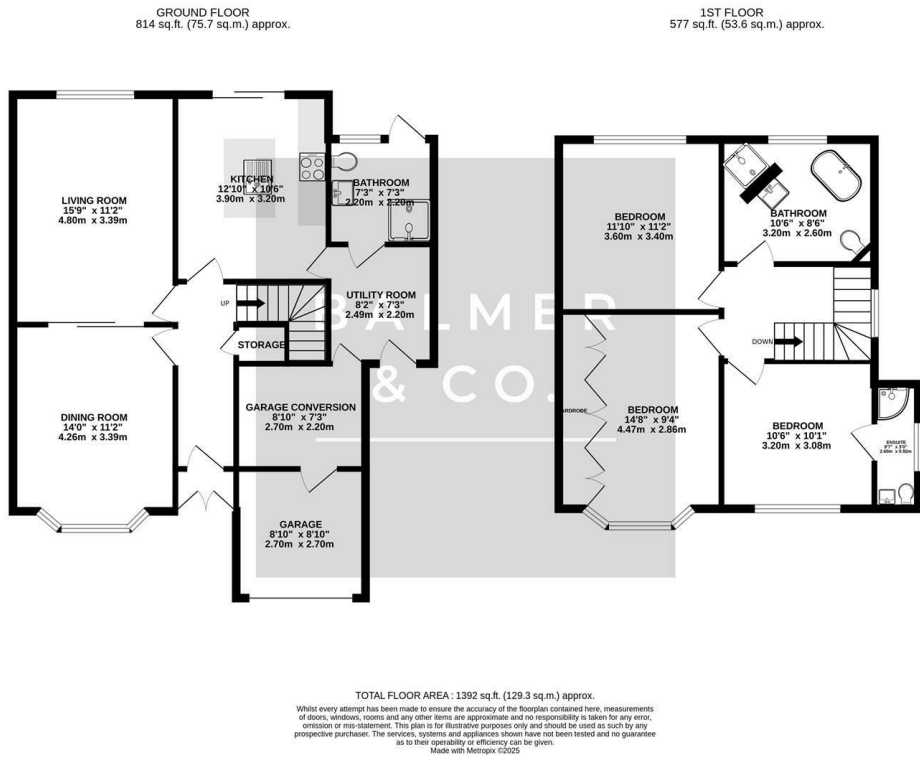 GROUND FLOOR
814 sq.ft. (75.7 sq.m.) approx.
1ST FLOOR
577 sq.ft. (53.6 sq.m.) approx.
LIVING ROOM
15'9" x 11'2"
4.80m x 3.39m
KITCHEN
12'10" x 10'6"
3.90m x 3.20m
BATHROOM
7'3" x 7'3"
2.20m x 2.20m
UP
UTILITY ROOM
8'2" x 7'3"
2.49m x 2.20m
STORAGE
DINING ROOM
14'0" x 11'2"
4.26m x 3.39m
GARAGE CONVERSION
8'10" x 7'3"
2.70m x 2.20m
GARAGE
8'10" x 8'10"
2.70m x 2.70m
BALMER
& CO.
BEDROOM
11'10" x 11'2"
3.60m x 3.40m
BATHROOM
10'6" x 8'6"
3.20m x 2.60m
DOWN
BEDROOM
14'8" x 9'4"
4.47m x 2.86m
BEDROOM
10'6" x 10'1"
3.20m x 3.08m
ENSUITE
TOTAL FLOOR AREA : 1392 sq.ft. (129.3 sq.m.) approx.
Whilst every attempt has been made to ensure the accuracy of the floorplan contained here, measurements
of doors, windows, rooms and any other items are approximate and no responsibility is taken for any error,
omission or mis-statement. This plan is for illustrative purposes only and should be used as such by any
prospective purchaser. The services, systems and appliances shown have not been tested and no guarantee
as to their operability or efficiency can be given.
Made with Metropix ©2025